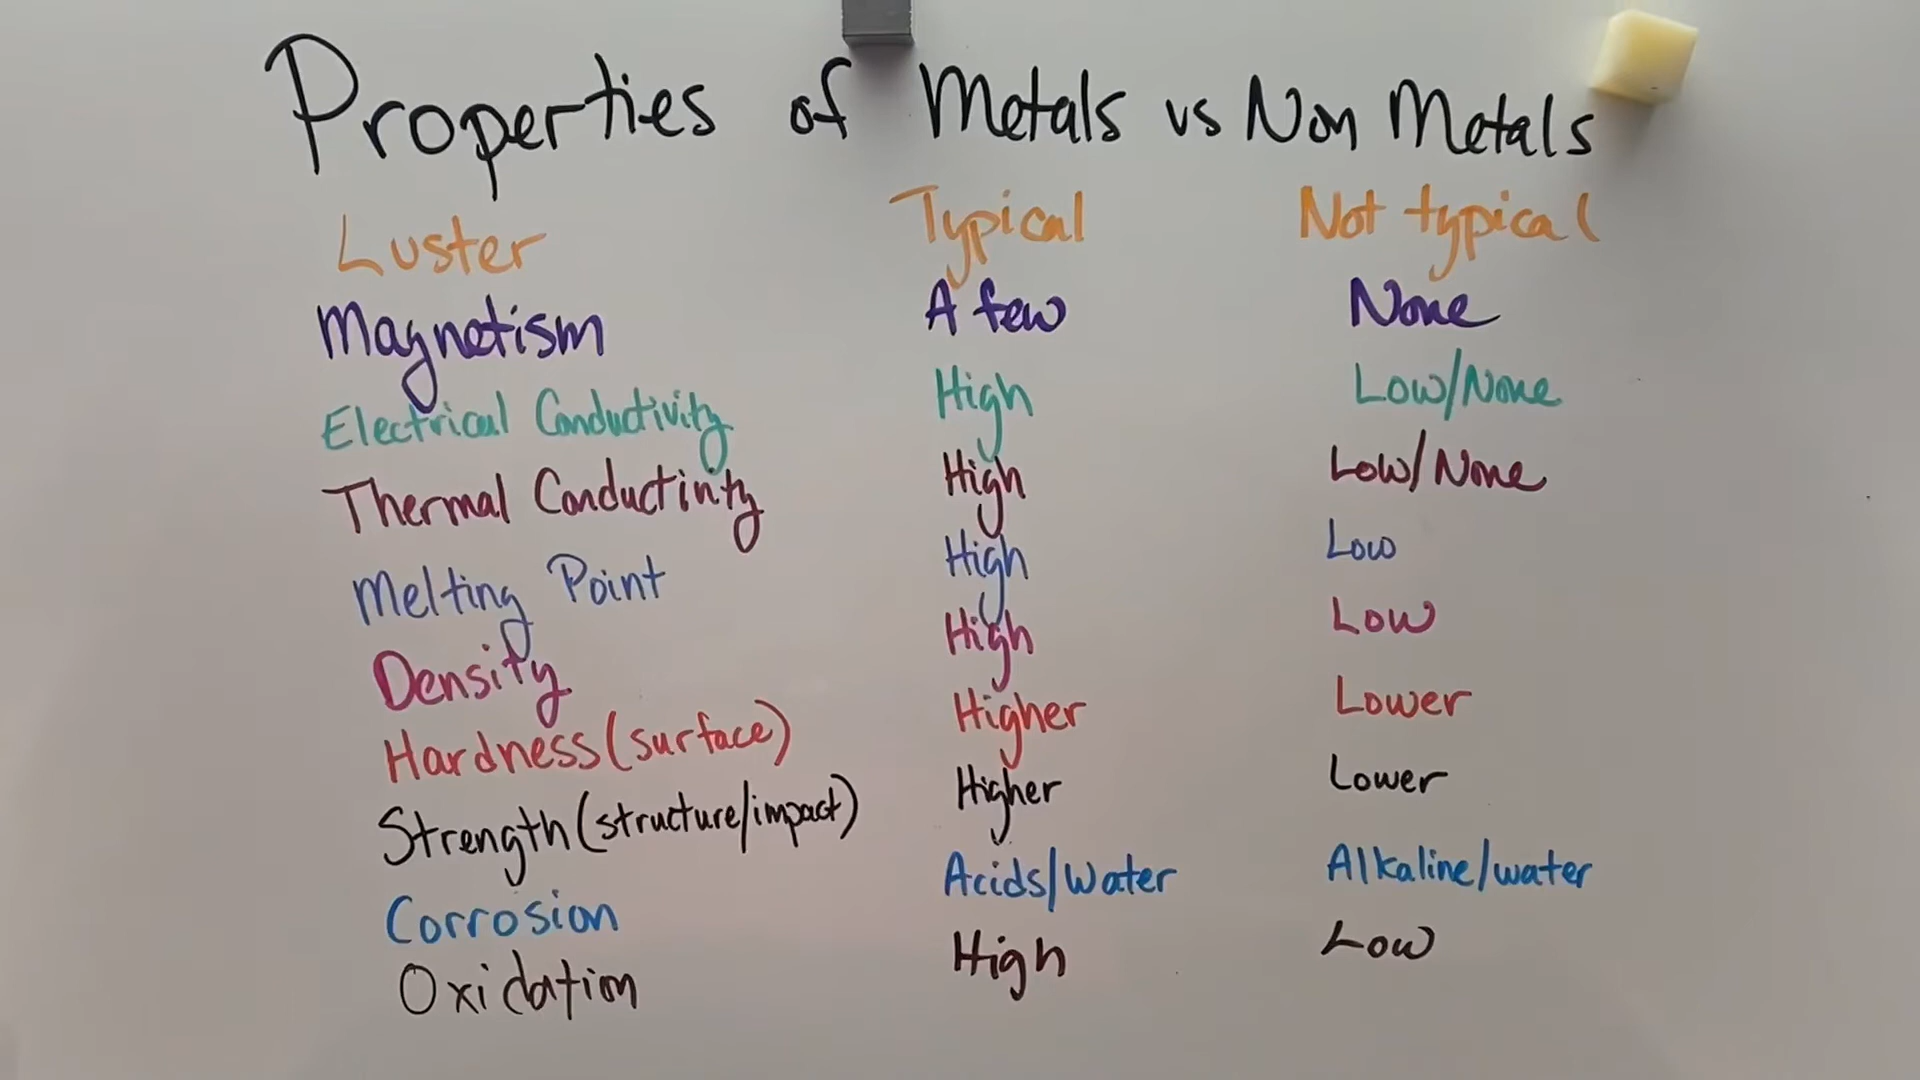 Properties of Metals vs Non Metals
Luster Typical Not typical
Magnetism A few None
Electrical Conductivity High Low/None
Thermal Conductivity High Low/None
Melting Point High Low
Density High Low
Hardness (surface) Higher Lower
Strength (structure/impact) Higher Lower
Corrosion Acids/Water Alkaline/water
Oxidation High Low